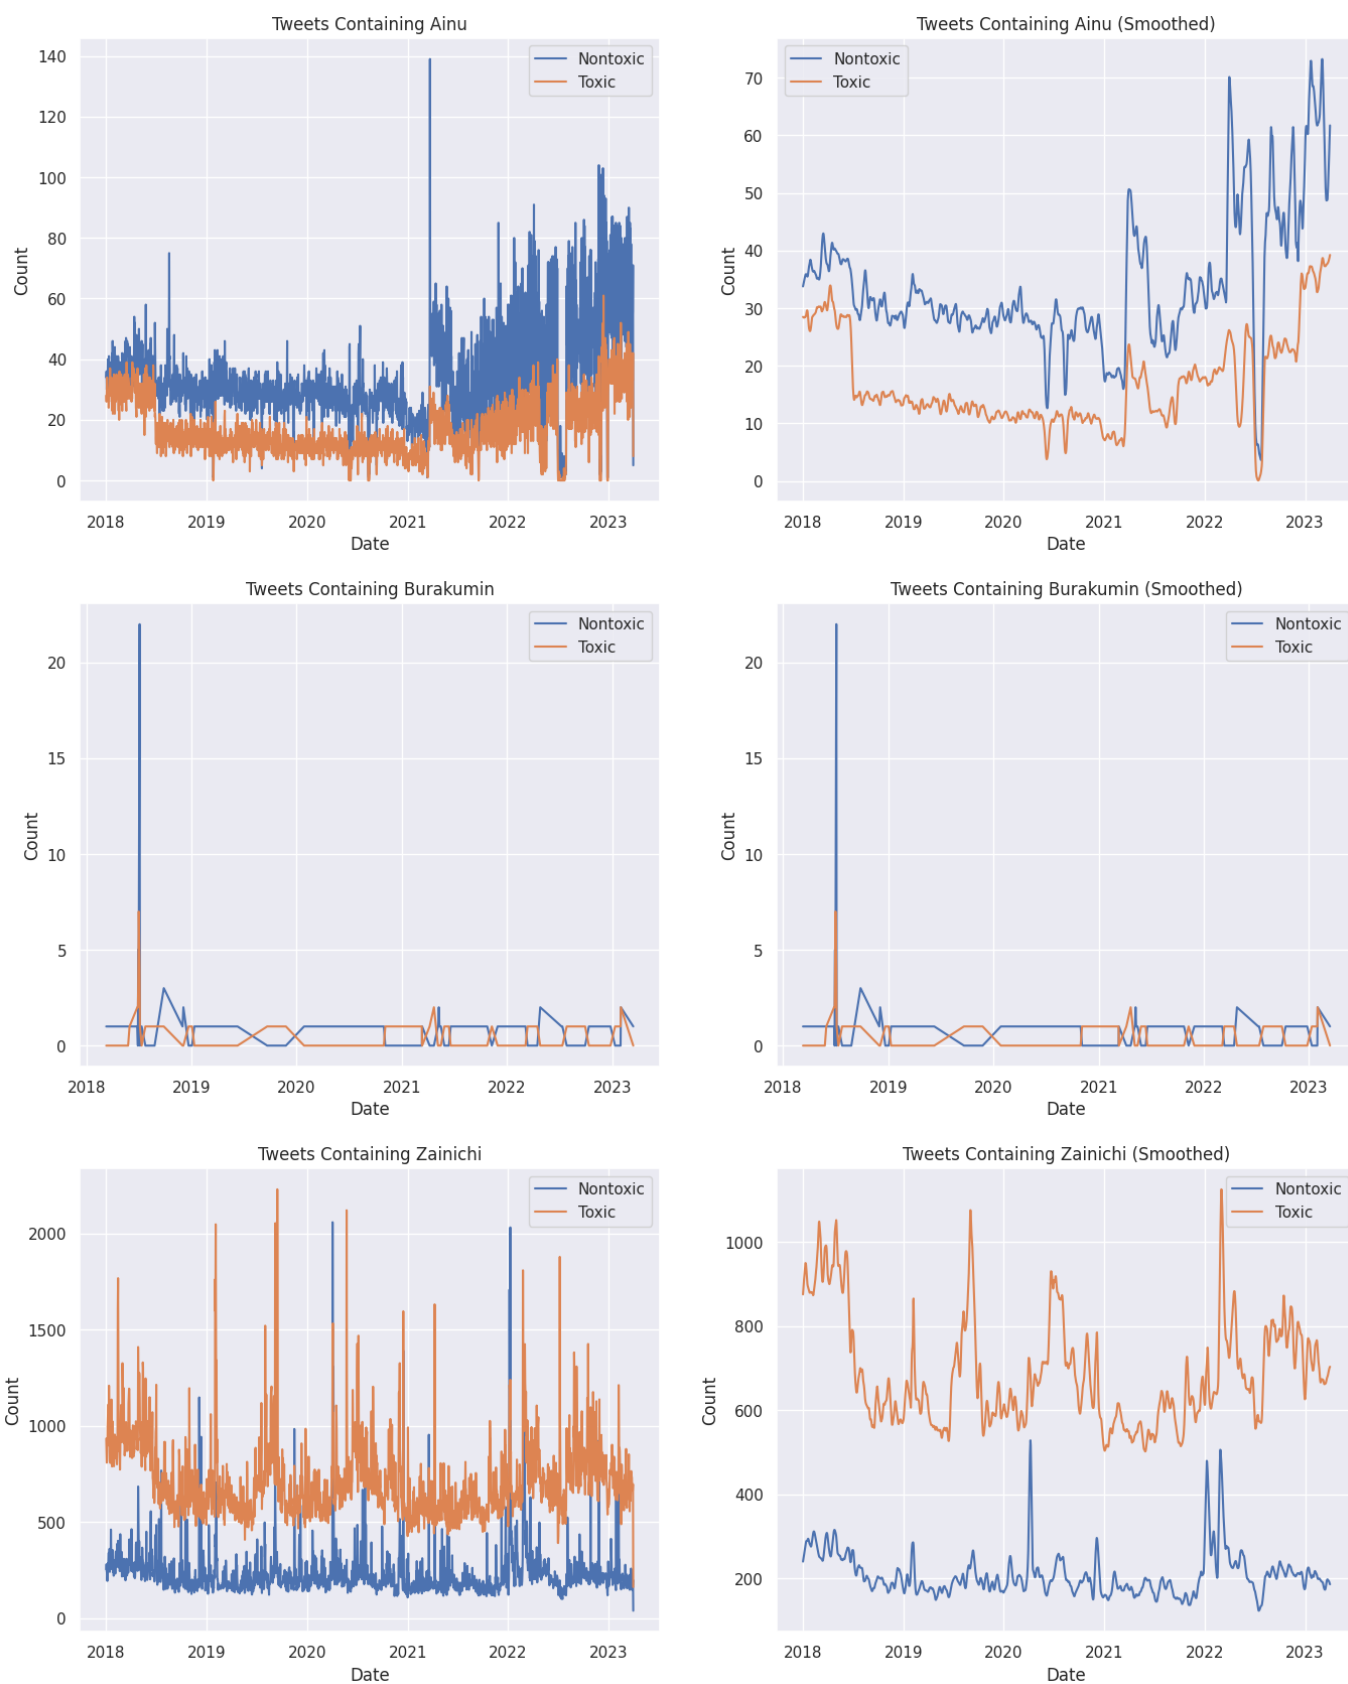 Tweets Containing Ainu
Nontoxic
Toxic
140
120
100
80
60
40
20
0
Count
2018 2019 2020 2021 2022 2023
Date
Tweets Containing Ainu (Smoothed)
Nontoxic
Toxic
70
60
50
40
30
20
10
0
Count
2018 2019 2020 2021 2022 2023
Date
Tweets Containing Burakumin
Nontoxic
Toxic
20
15
10
5
0
Count
2018 2019 2020 2021 2022 2023
Date
Tweets Containing Burakumin (Smoothed)
Nontoxic
Toxic
20
15
10
5
0
Count
2018 2019 2020 2021 2022 2023
Date
Tweets Containing Zainichi
Nontoxic
Toxic
2000
1500
1000
500
0
Count
2018 2019 2020 2021 2022 2023
Date
Tweets Containing Zainichi (Smoothed)
Nontoxic
Toxic
1000
800
600
400
200
Count
2018 2019 2020 2021 2022 2023
Date